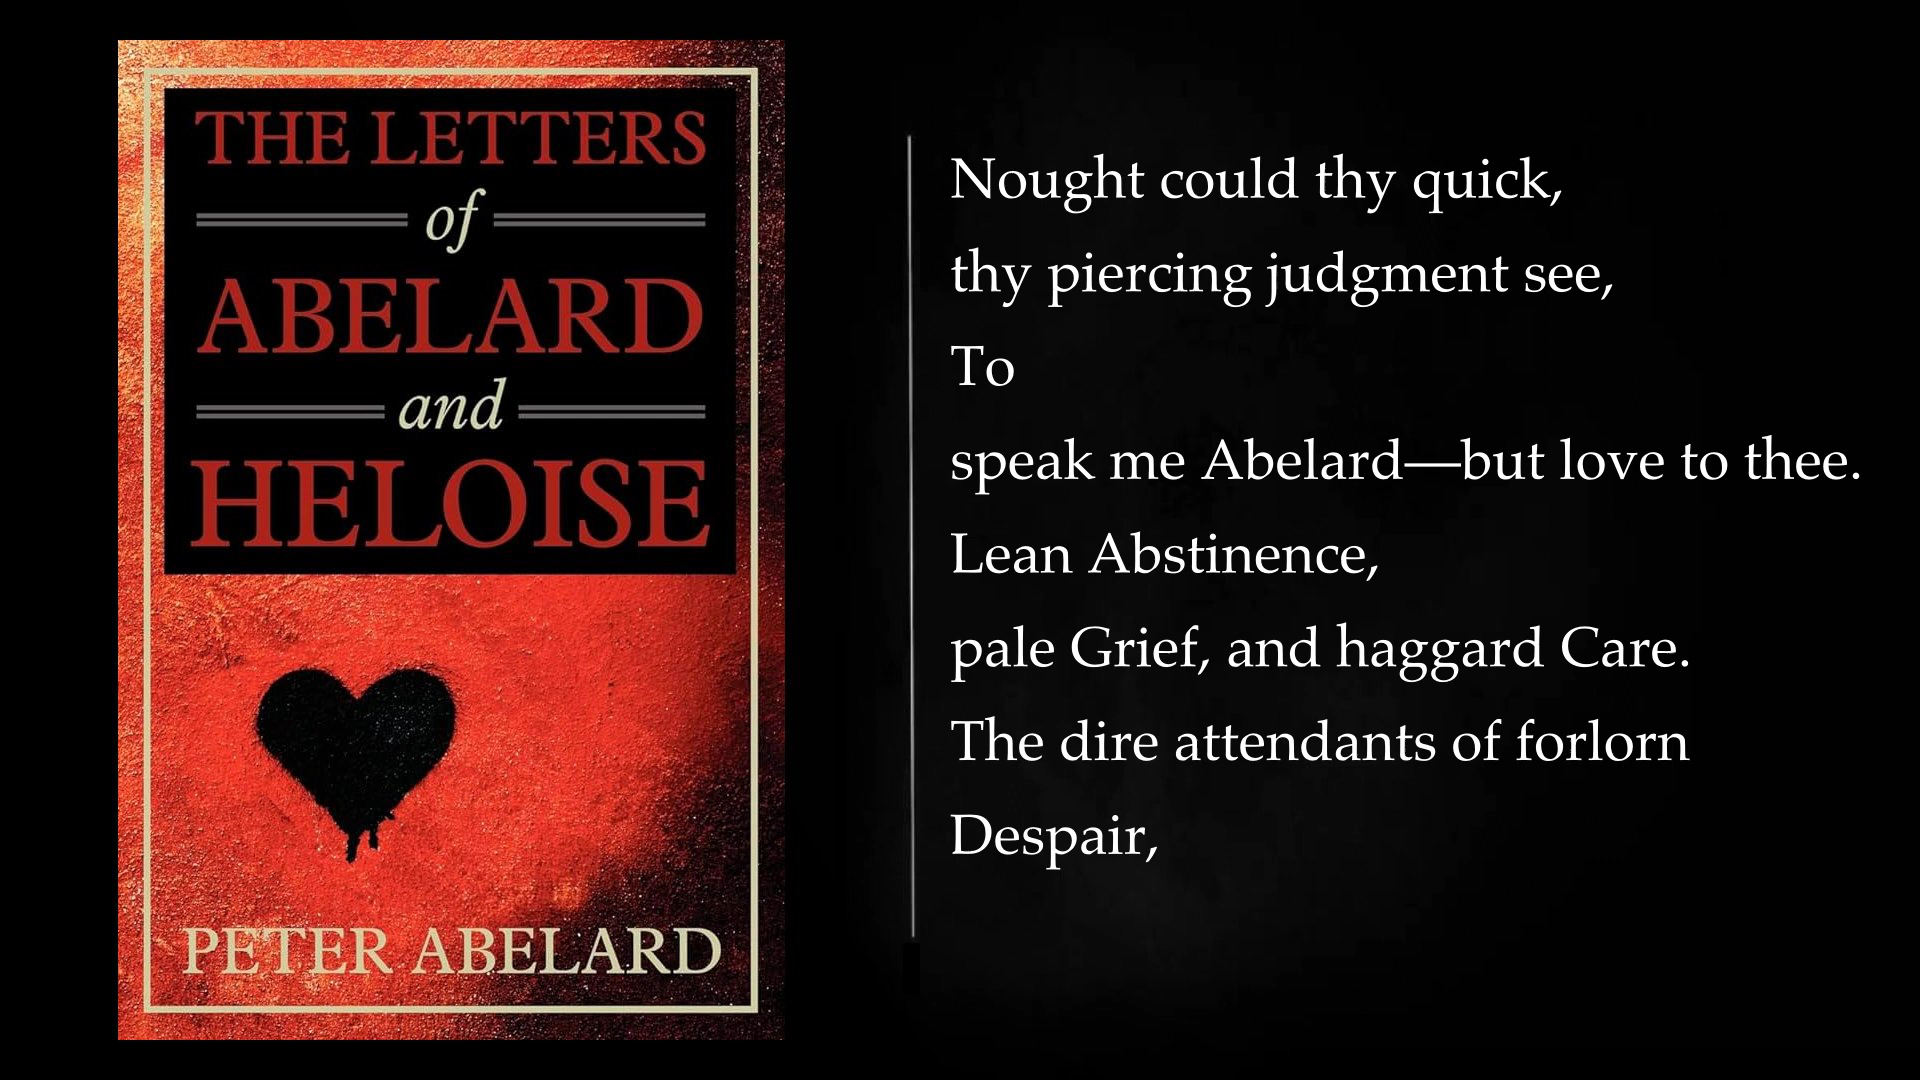 THE LETTERS
of
ABELARD
and
HELOISE
PETER ABELARD
Nought could thy quick,
thy piercing judgment see,
To
speak me Abelard—but love to thee.
Lean Abstinence,
pale Grief, and haggard Care.
The dire attendants of forlorn
Despair,